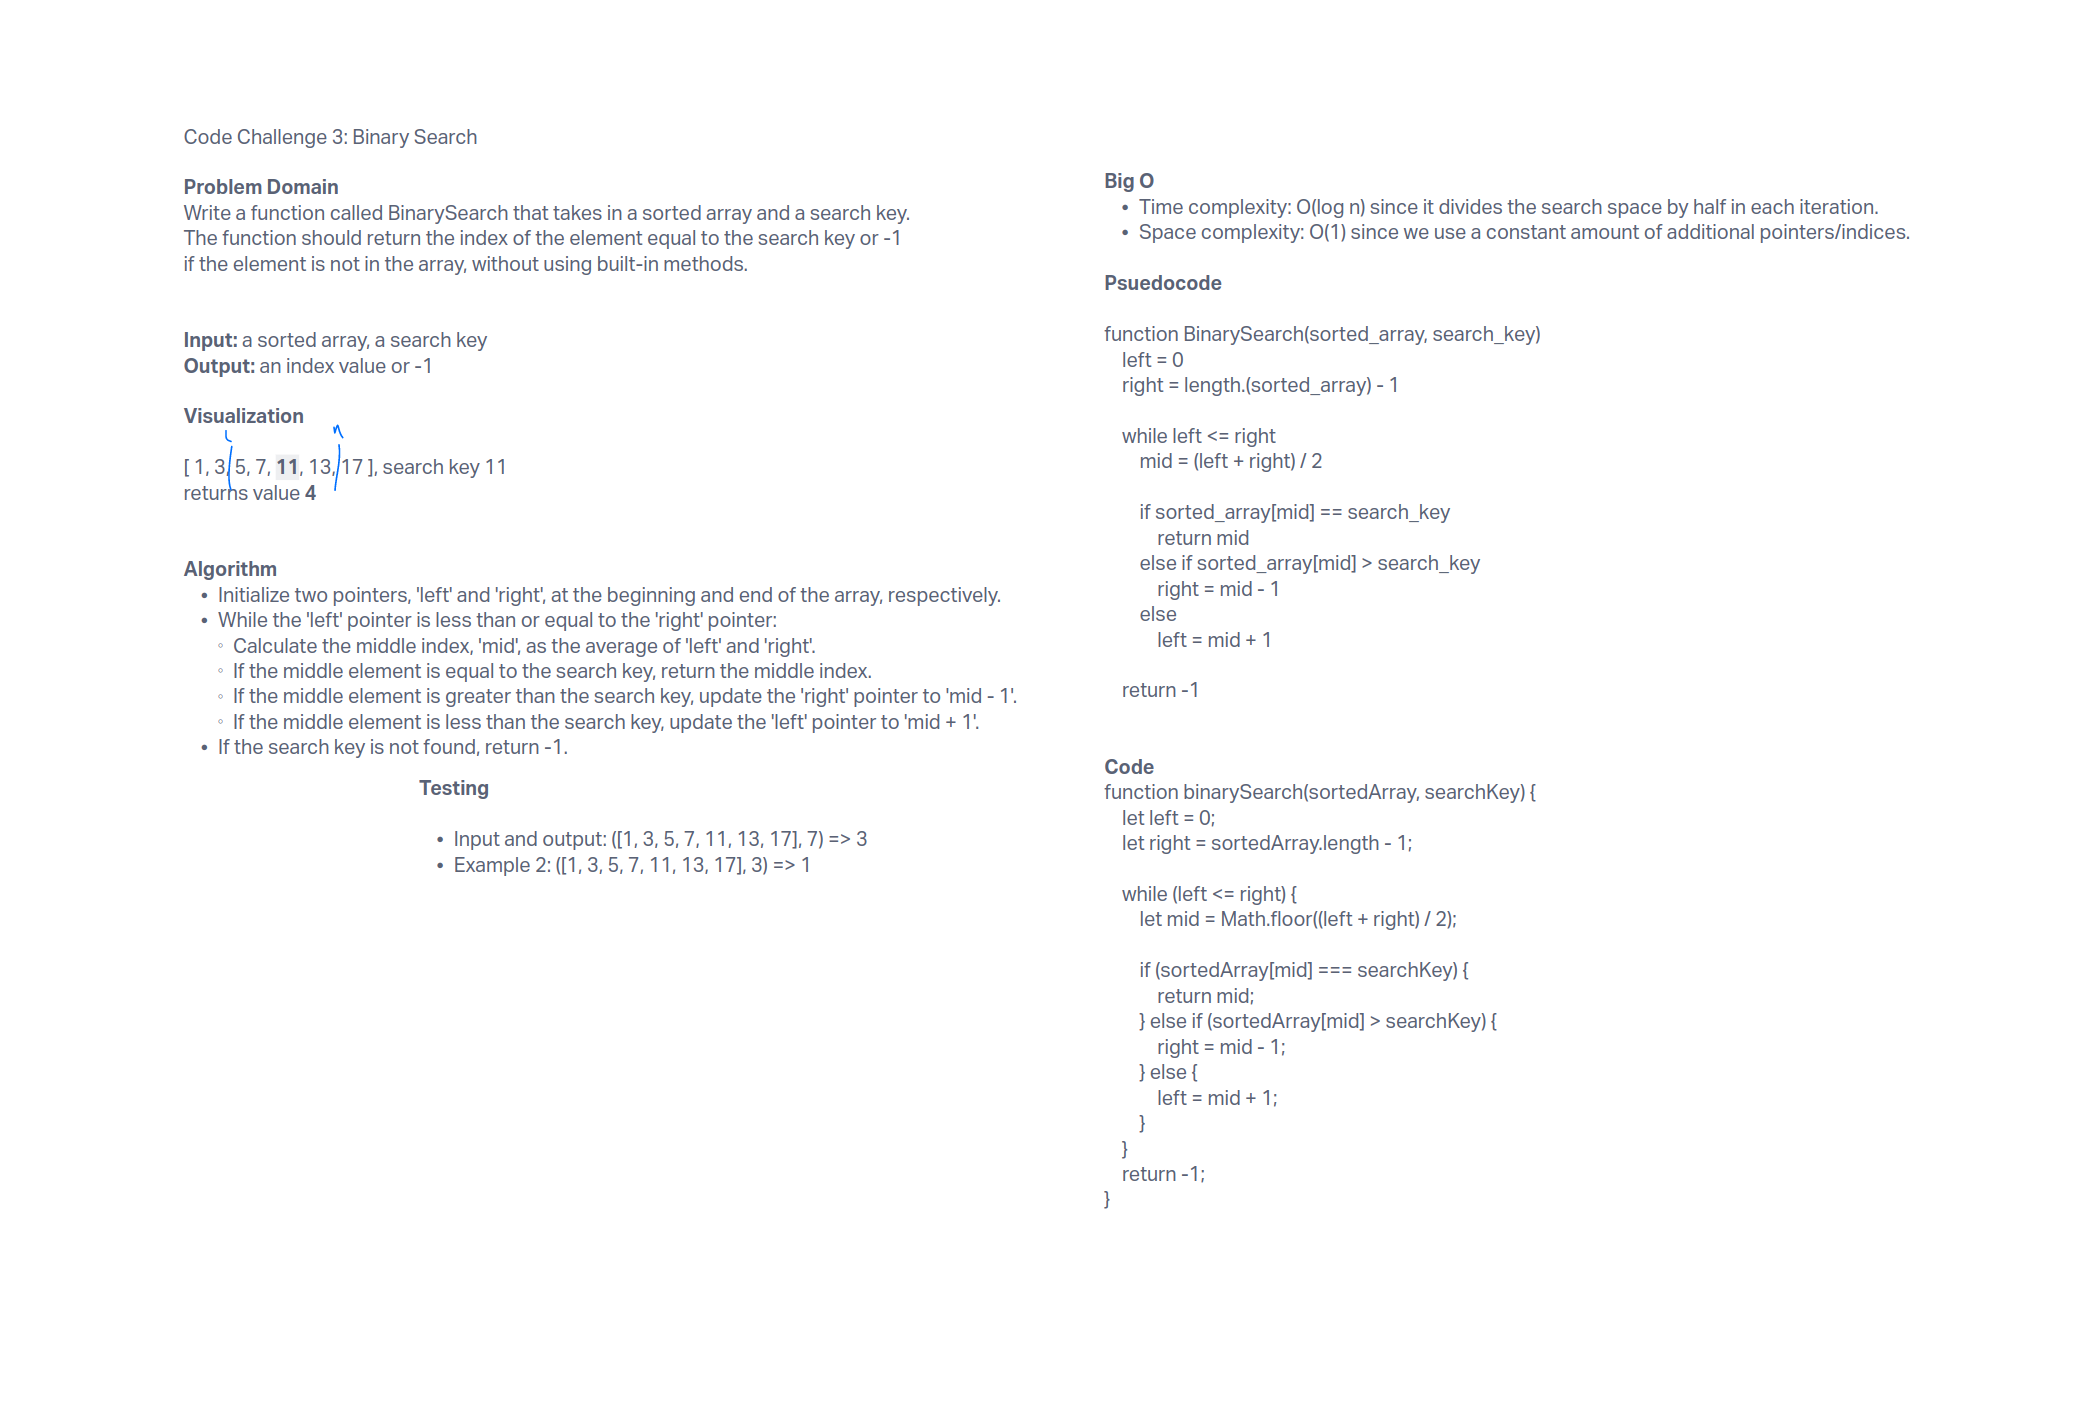 Code Challenge 3: Binary Search
Problem Domain
Write a function called BinarySearch that takes in a sorted array and a search key.
The function should return the index of the element equal to the search key or -1
if the element is not in the array, without using built-in methods.
Input: a sorted array, a search key
Output: an index value or -1
Visualization
[ 1, 3, 5, 7, 11, 13, 17 ], search key 11
returns value 4
Algorithm
• Initialize two pointers, 'left' and 'right', at the beginning and end of the array, respectively.
• While the 'left' pointer is less than or equal to the 'right' pointer:
◦ Calculate the middle index, 'mid', as the average of 'left' and 'right'.
◦ If the middle element is equal to the search key, return the middle index.
◦ If the middle element is greater than the search key, update the 'right' pointer to 'mid - 1'.
◦ If the middle element is less than the search key, update the 'left' pointer to 'mid + 1'.
• If the search key is not found, return -1.
Testing
• Input and output: ([1, 3, 5, 7, 11, 13, 17], 7) => 3
• Example 2: ([1, 3, 5, 7, 11, 13, 17], 3) => 1
Big O
• Time complexity: O(log n) since it divides the search space by half in each iteration.
• Space complexity: O(1) since we use a constant amount of additional pointers/indices.
Psuedocode
function BinarySearch(sorted_array, search_key)
left = 0
right = length.(sorted_array) - 1
while left <= right
mid = (left + right) / 2
if sorted_array[mid] == search_key
return mid
else if sorted_array[mid] > search_key
right = mid - 1
else
left = mid + 1
return -1
Code
function binarySearch(sortedArray, searchKey) {
let left = 0;
let right = sortedArray.length - 1;
while (left <= right) {
let mid = Math.floor((left + right) / 2);
if (sortedArray[mid] === searchKey) {
return mid;
} else if (sortedArray[mid] > searchKey) {
right = mid - 1;
} else {
left = mid + 1;
}
}
return -1;
}